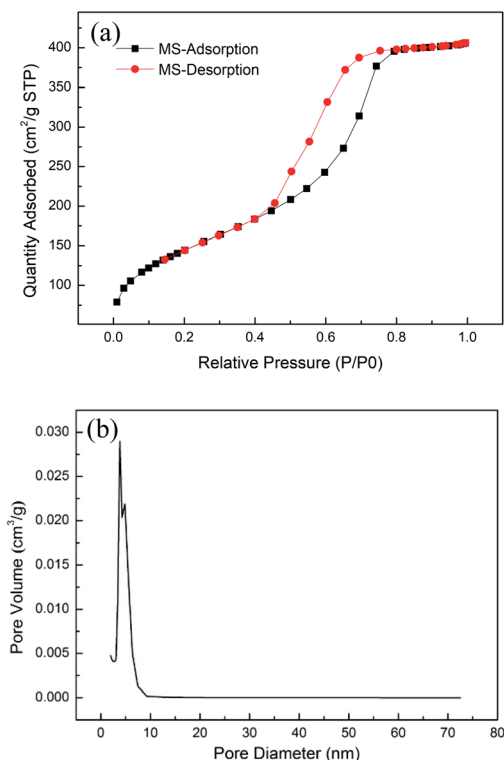 (a)
MS-Adsorption
MS-Desorption
400
350
300
250
200
150
100
Quantity Adsorbed (cm²/g STP)
0.0 0.2 0.4 0.6 0.8 1.0
Relative Pressure (P/P0)
(b)
0.030
0.025
0.020
0.015
0.010
0.005
0.000
Pore Volume (cm³/g)
0 10 20 30 40 50 60 70 80
Pore Diameter (nm)